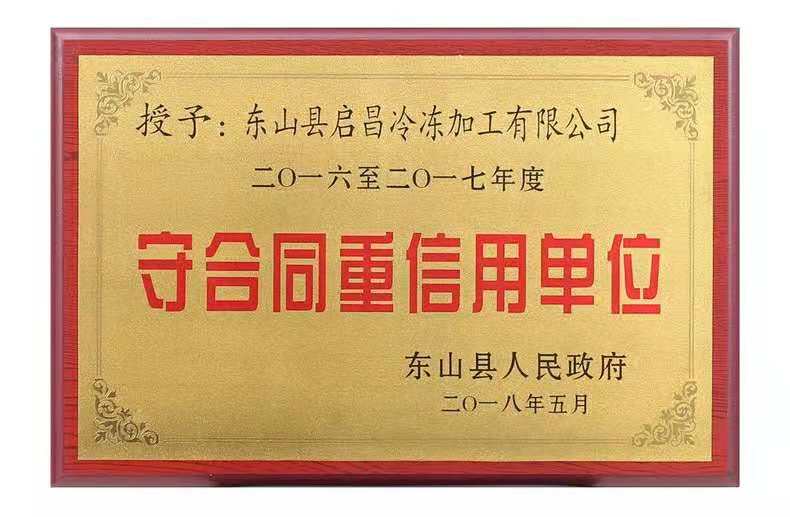 授予：东山县启昌冷冻加工有限公司
二〇一六至二〇一七年度
守合同重信用单位
东山县人民政府
二〇一八年五月